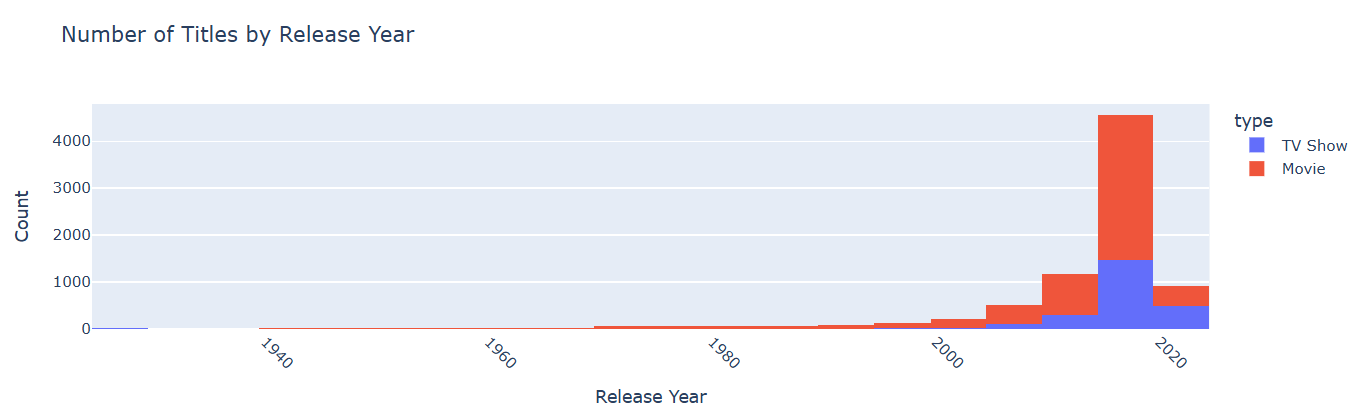 Number of Titles by Release Year
type
TV Show
Movie
Count
4000
3000
2000
1000
0
1940
1960
1980
2000
2020
Release Year